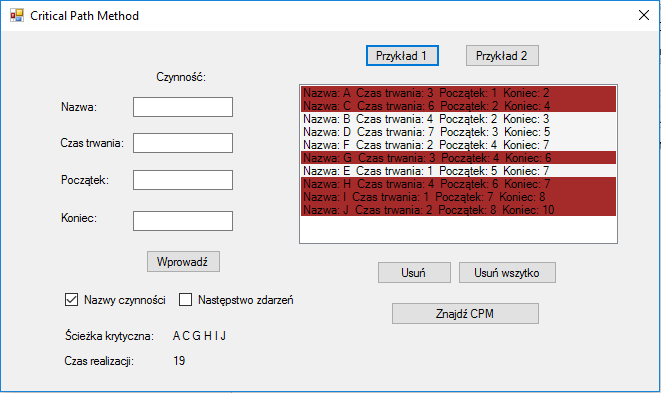 Critical Path Method
Przykład 1 Przykład 2
Czynność:
Nazwa:
Czas trwania:
Początek:
Koniec:
Wprowadź
Nazwy czynności Następstwo zdarzeń
Ścieżka krytyczna: A C G H I J
Czas realizacji: 19
Nazwa: A Czas trwania: 3 Początek: 1 Koniec: 2
Nazwa: C Czas trwania: 6 Początek: 2 Koniec: 4
Nazwa: B Czas trwania: 4 Początek: 2 Koniec: 3
Nazwa: D Czas trwania: 7 Początek: 3 Koniec: 5
Nazwa: F Czas trwania: 2 Początek: 4 Koniec: 7
Nazwa: G Czas trwania: 3 Początek: 4 Koniec: 6
Nazwa: E Czas trwania: 1 Początek: 5 Koniec: 7
Nazwa: H Czas trwania: 4 Początek: 6 Koniec: 7
Nazwa: I Czas trwania: 1 Początek: 7 Koniec: 8
Nazwa: J Czas trwania: 2 Początek: 8 Koniec: 10
Usuń Usuń wszytko
Znajdź CPM